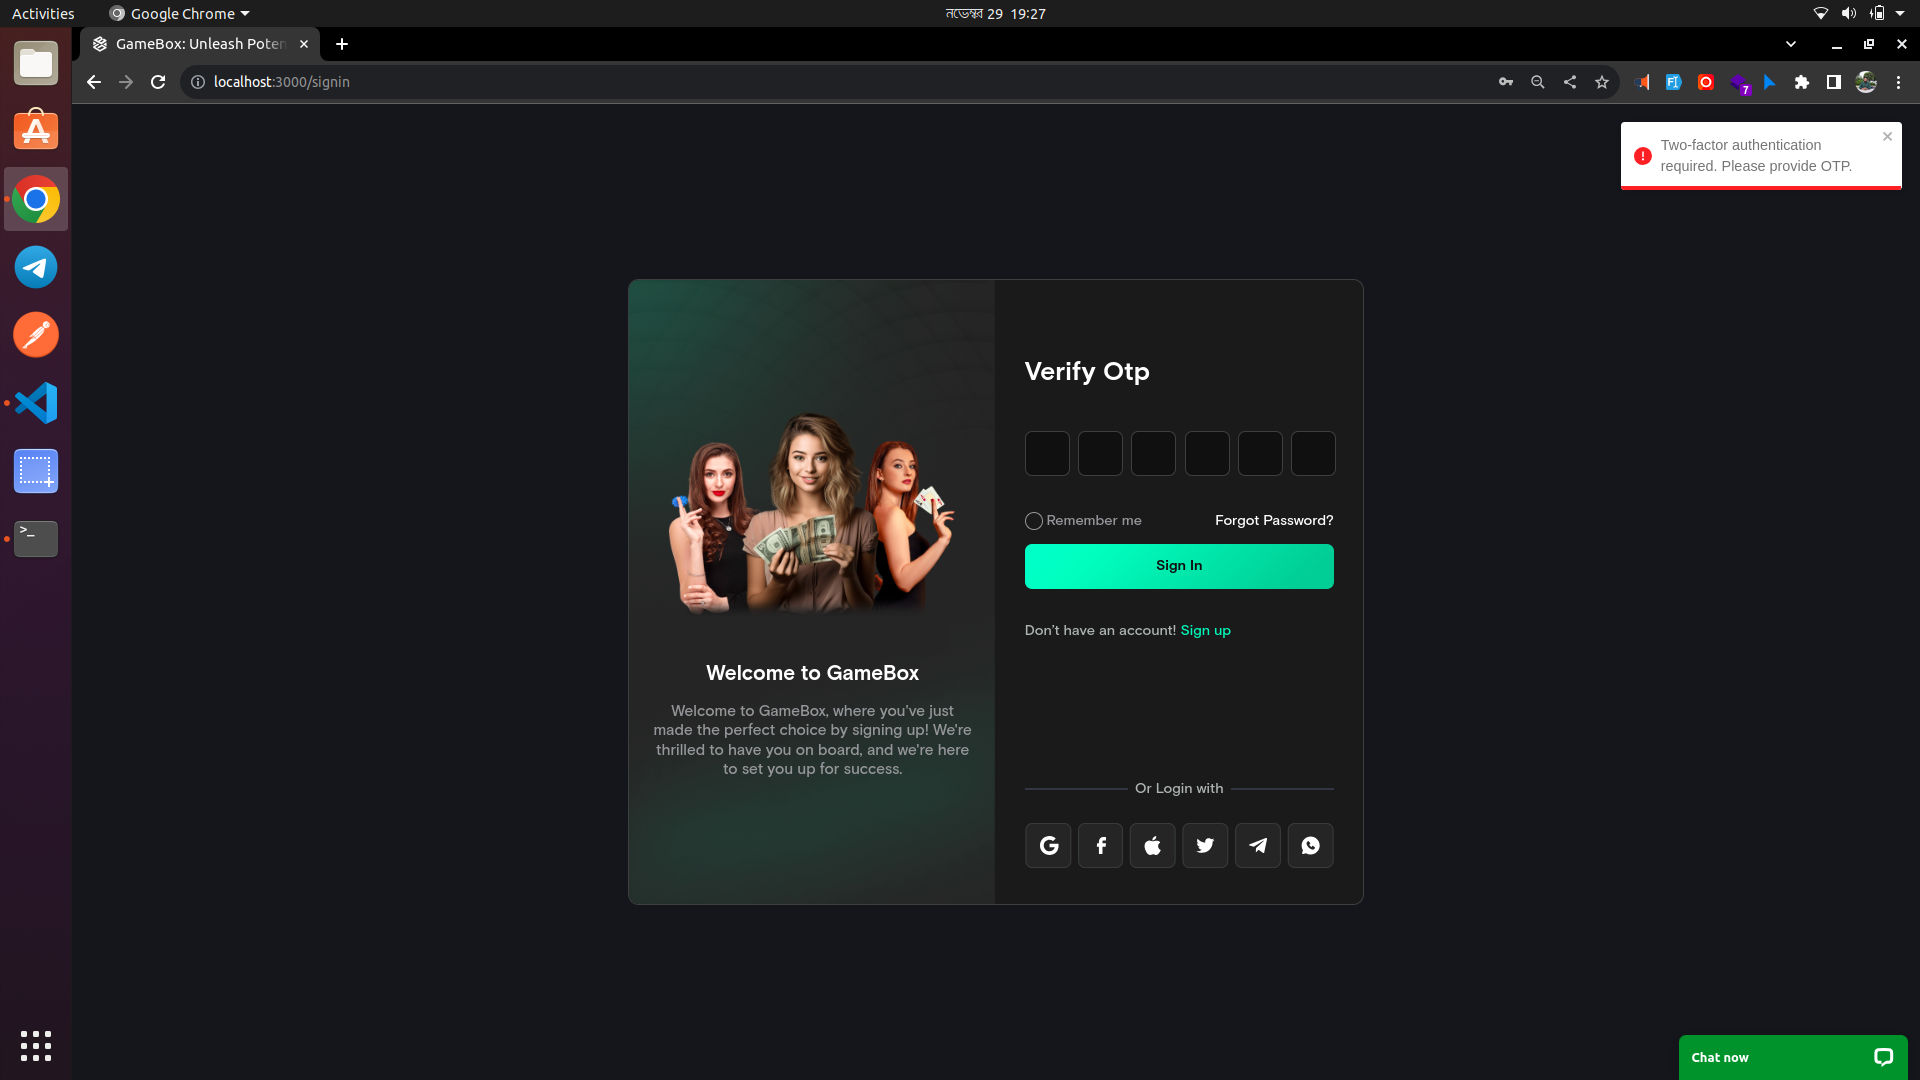 Activities
Google Chrome
নভেম্বর 29 19:27
GameBox: Unleash Poten
localhost:3000/signin
7
Two-factor authentication
required. Please provide OTP.
Verify Otp
Remember me
Forgot Password?
Sign In
Don't have an account! Sign up
Welcome to GameBox
Welcome to GameBox, where you've just
made the perfect choice by signing up! We're
thrilled to have you on board, and we're here
to set you up for success.
Or Login with
Chat now